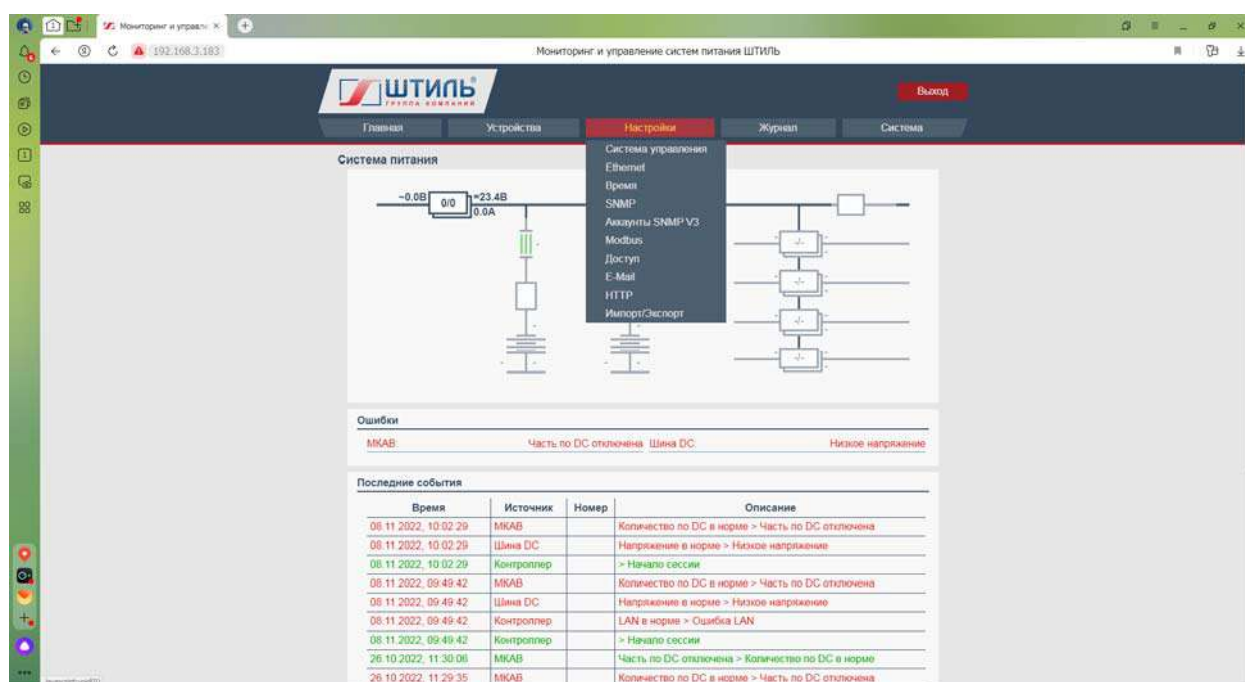 Мониторинг и управле
192.168.3.183
Мониторинг и управление систем питания ШТИЛЬ
ШТИЛЬ
ГРУППА КОМПАНИЙ
Выход
Главная Устройства Настройки Журнал Система
Система управления
Ethernet
Время
SNMP
Аккаунты SNMP V3
Modbus
Доступ
E-Mail
HTTP
Импорт/Экспорт
Система питания
~0.0В 0/0 =23.4В
0.0А
-/-
-/-
-/-
-/-
Ошибки
МКАВ Часть по DC отключена Шина DC Низкое напряжение
Последние события
Время Источник Номер Описание
08.11.2022, 10:02:29 МКАВ Количество по DC в норме > Часть по DC отключена
08.11.2022, 10:02:29 Шина DC Напряжение в норме > Низкое напряжение
08.11.2022, 10:02:29 Контроллер > Начало сессии
08.11.2022, 09:49:42 МКАВ Количество по DC в норме > Часть по DC отключена
08.11.2022, 09:49:42 Шина DC Напряжение в норме > Низкое напряжение
08.11.2022, 09:49:42 Контроллер LAN в норме > Ошибка LAN
08.11.2022, 09:49:42 Контроллер > Начало сессии
26.10.2022, 11:30:06 МКАВ Часть по DC отключена > Количество по DC в норме
26.10.2022, 11:29:35 МКАВ Количество по DC в норме > Часть по DC отключена